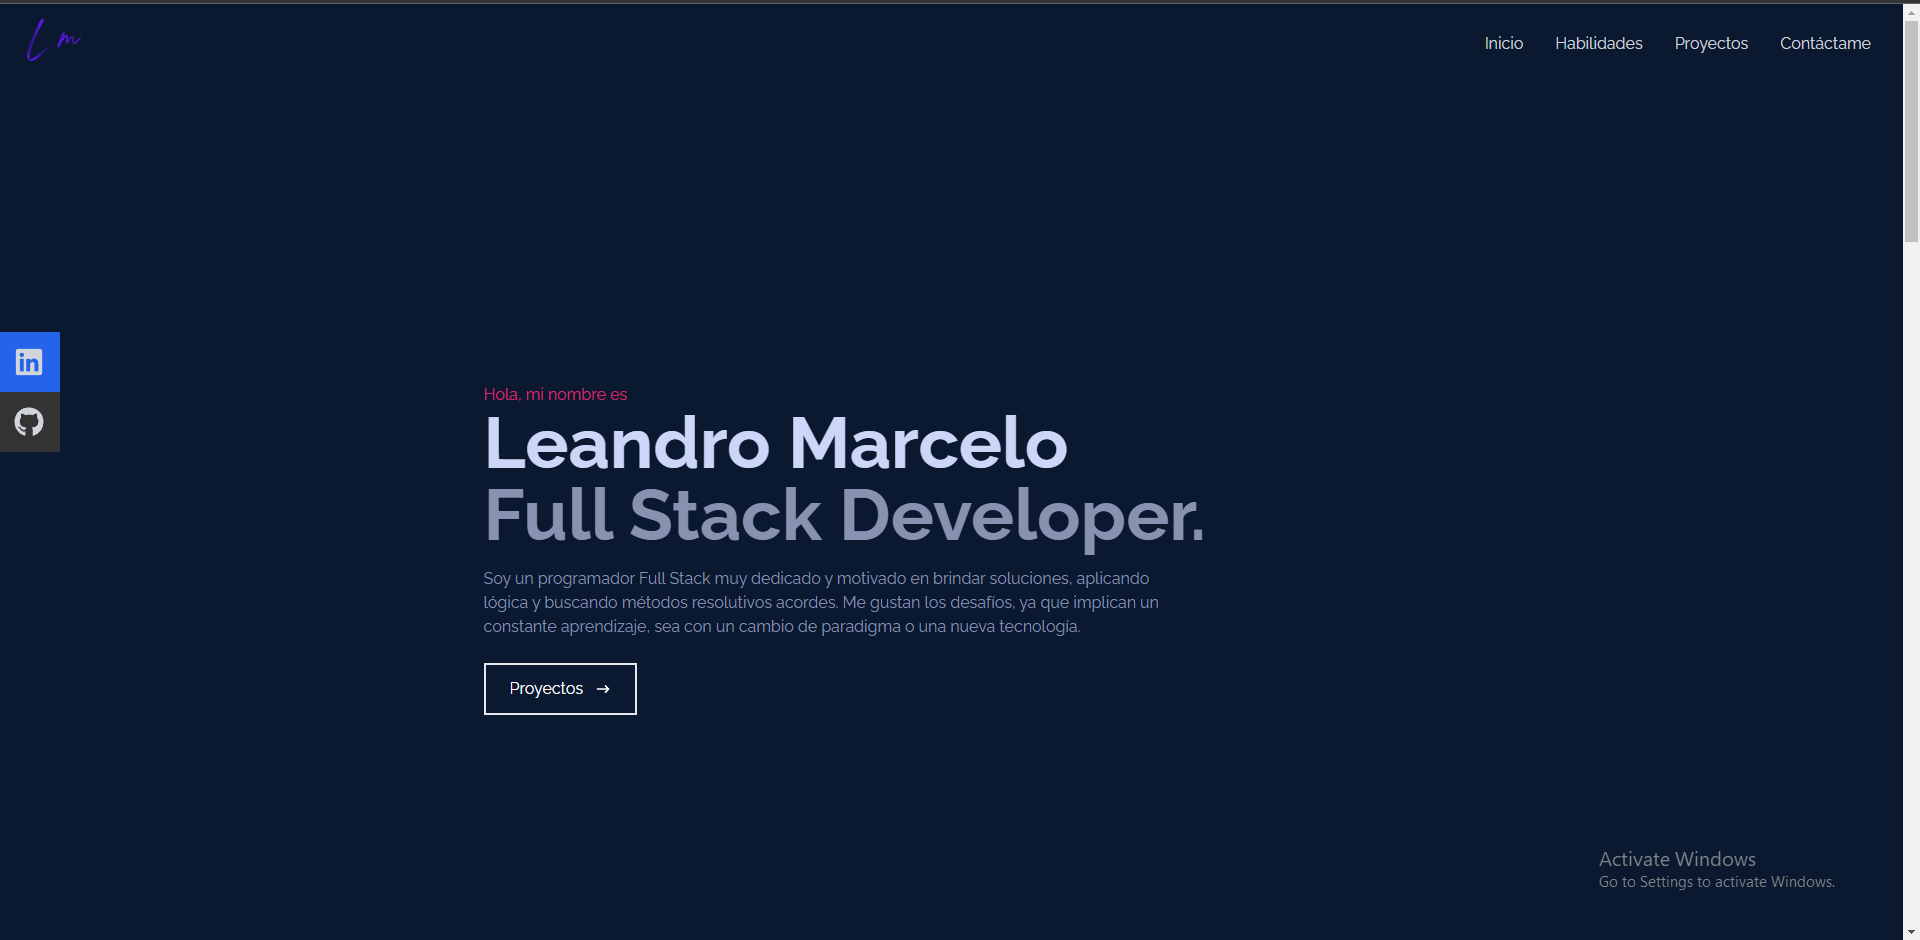 Lm
Inicio Habilidades Proyectos Contáctame
in
Hola, mi nombre es
Leandro Marcelo
Full Stack Developer.
Soy un programador Full Stack muy dedicado y motivado en brindar soluciones, aplicando
lógica y buscando métodos resolutivos acordes. Me gustan los desafíos, ya que implican un
constante aprendizaje, sea con un cambio de paradigma o una nueva tecnología.
Proyectos →
Activate Windows
Go to Settings to activate Windows.